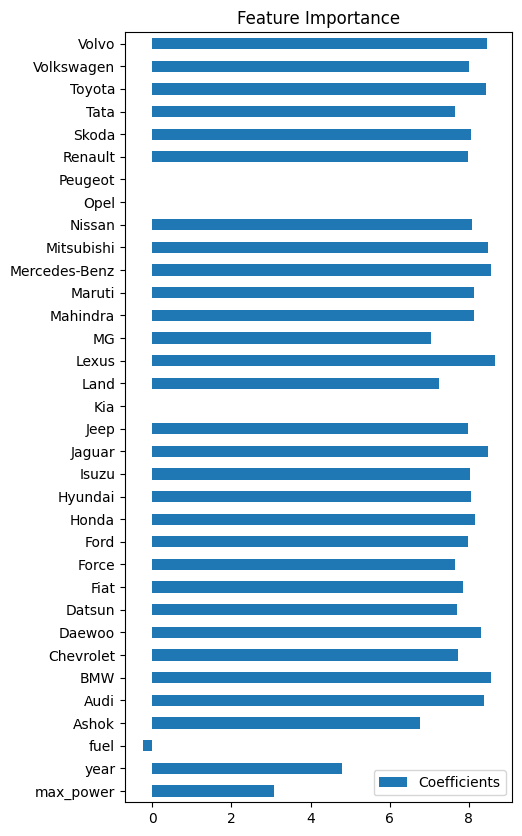 Feature Importance
Volvo
Volkswagen
Toyota
Tata
Skoda
Renault
Peugeot
Opel
Nissan
Mitsubishi
Mercedes-Benz
Maruti
Mahindra
MG
Lexus
Land
Kia
Jeep
Jaguar
Isuzu
Hyundai
Honda
Ford
Force
Fiat
Datsun
Daewoo
Chevrolet
BMW
Audi
Ashok
fuel
year
max_power
Coefficients
0 2 4 6 8